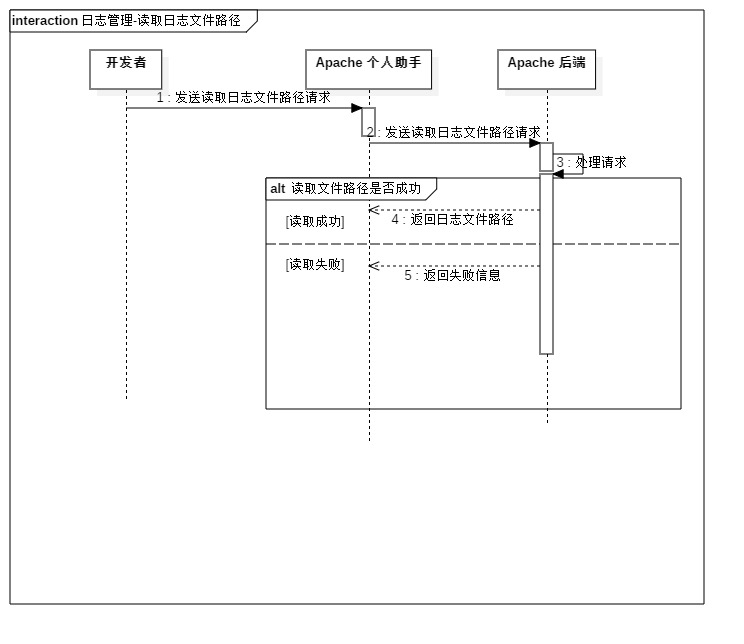 interaction 日志管理-读取日志文件路径
开发者
Apache 个人助手
Apache 后端
1 : 发送读取日志文件路径请求
2 : 发送读取日志文件路径请求
3 : 处理请求
alt 读取文件路径是否成功
[读取成功]
4 : 返回日志文件路径
[读取失败]
5 : 返回失败信息